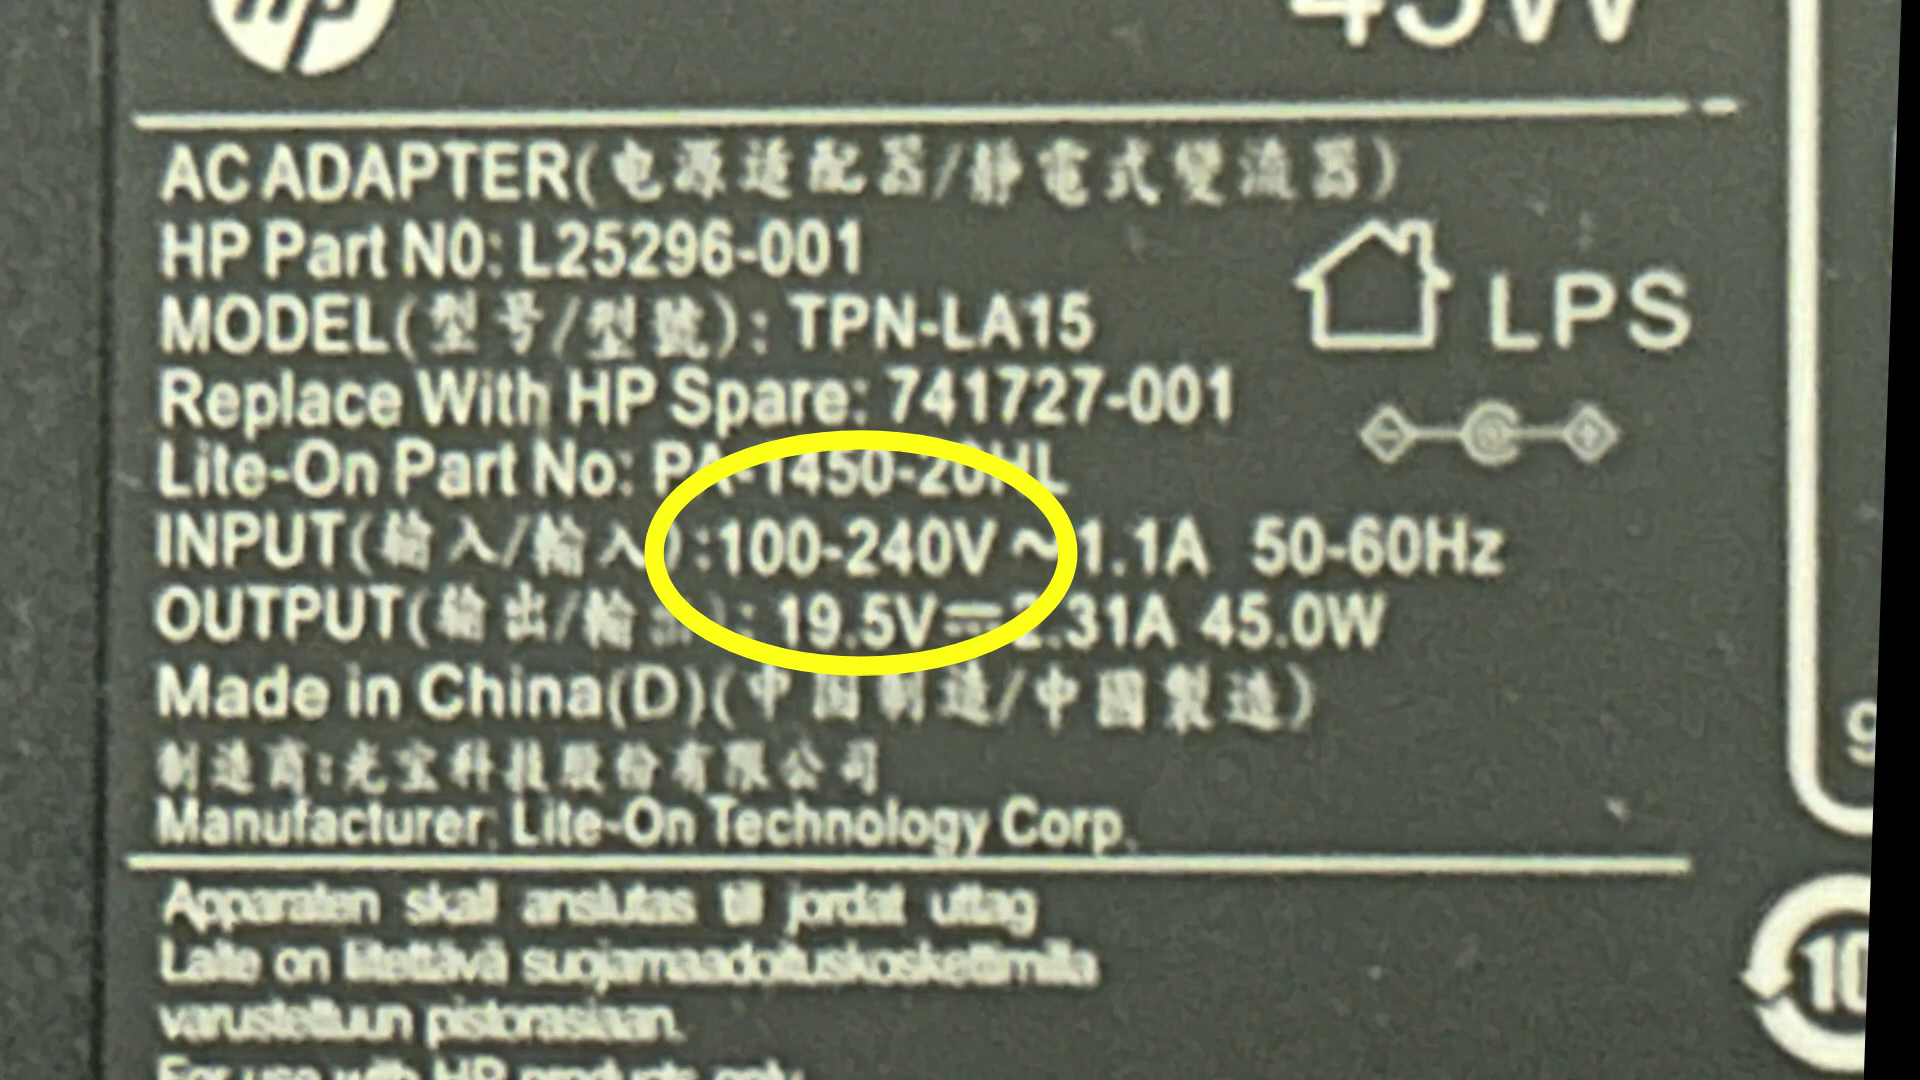 hp 45W
AC ADAPTER(电源适配器/静電式變流器)
HP Part N0: L25296-001
MODEL(型号/型號): TPN-LA15
LPS
Replace With HP Spare: 741727-001
Lite-On Part No: PA-1450-20HL
INPUT(输入/輸入):100-240V~1.1A 50-60Hz
OUTPUT(输出/輸出): 19.5V⎓2.31A 45.0W
Made in China(D)(中国制造/中國製造)
制造商:光宝科技股份有限公司
Manufacturer: Lite-On Technology Corp.
Apparaten skall anslutas till jordat uttag
Laite on liitettävä suojamaadoituskoskettimilla
varustettuun pistorasiaan.
For use with HP products only.
10